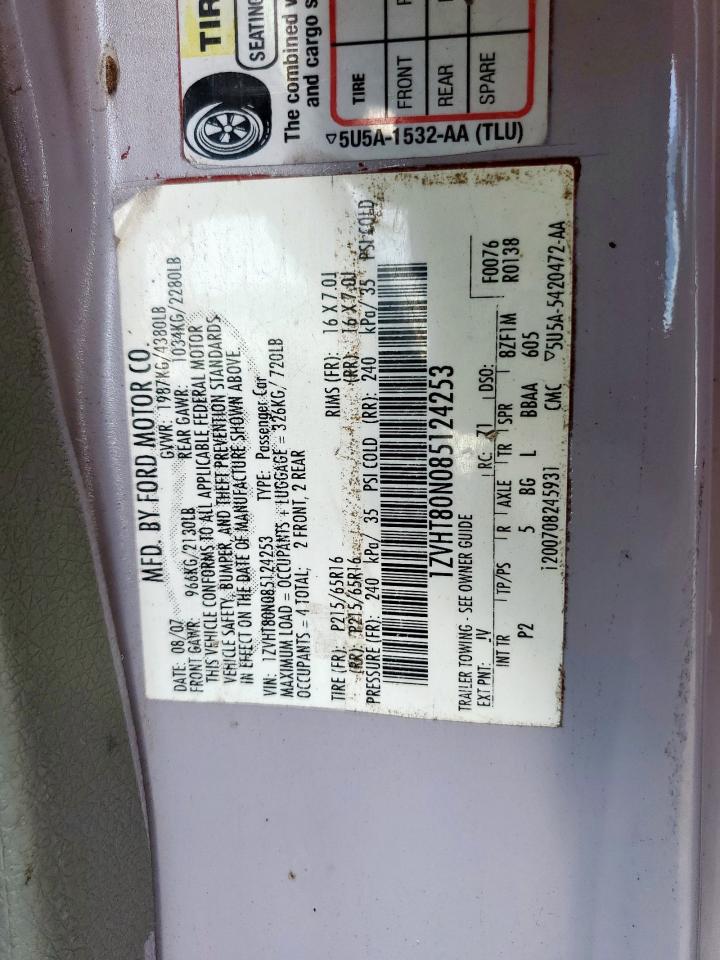 TIR
SEATING
The combined w
and cargo s
TIRE
FRONT
REAR
SPARE
▽5U5A-1532-AA (TLU)
MFD. BY FORD MOTOR CO.
DATE: 08/07 GVWR: 1987KG/4380LB
FRONT GAWR: 966KG/2130LB REAR GAWR: 1034KG/2280LB
THIS VEHICLE CONFORMS TO ALL APPLICABLE FEDERAL MOTOR
VEHICLE SAFETY, BUMPER, AND THEFT PREVENTION STANDARDS
IN EFFECT ON THE DATE OF MANUFACTURE SHOWN ABOVE.
VIN: 1ZVHT80N085124253 TYPE: Passenger Car
MAXIMUM LOAD = OCCUPANTS + LUGGAGE = 326KG/720LB
OCCUPANTS = 4 TOTAL; 2 FRONT, 2 REAR
TIRE (FR): P215/65R16 RIMS (FR): 16 X 7.0J
(RR): P215/65R16 (RR): 16 X 7.0J
PRESSURE (FR): 240 kPa/ 35 PSI COLD (RR): 240 kPa/ 35 PSI COLD
1ZVHT80N085124253
TRAILER TOWING - SEE OWNER GUIDE
F0076
R0138
EXT PNT: RC: 71 DSO:
INT TR TP/PS R AXLE TR SPR 8ZF1M
P2 5 BG L BBAA 605
1200708245931 CMC ▽5U5A-5420472-AA